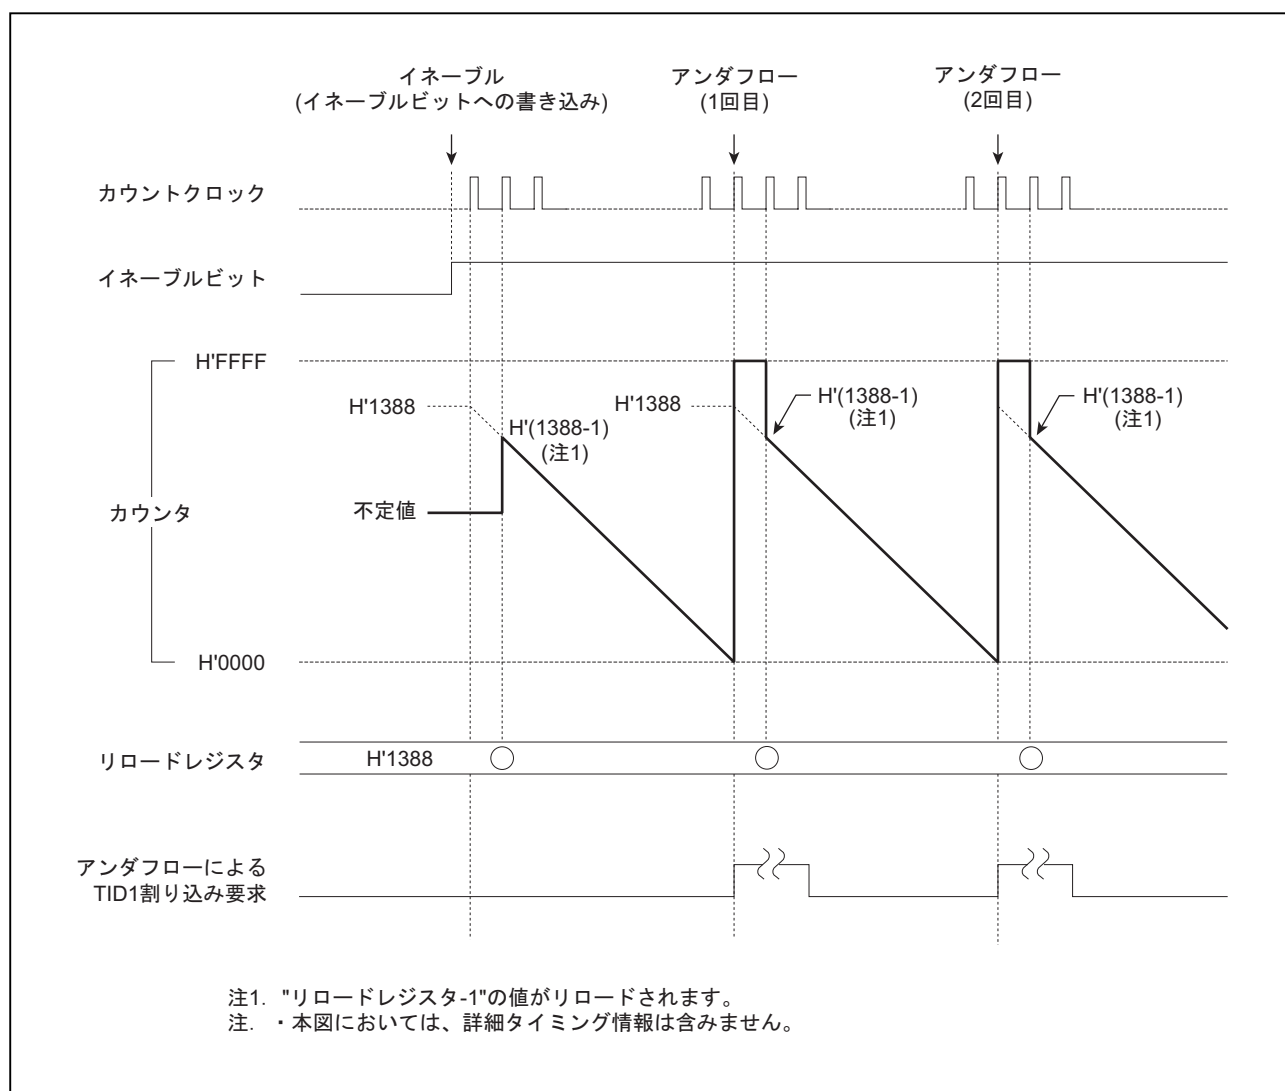 イネーブル
(イネーブルビットへの書き込み)
アンダフロー
(1回目)
アンダフロー
(2回目)
カウントクロック
イネーブルビット
H'FFFF
H'1388
H'(1388-1)
(注1)
H'1388
H'(1388-1)
(注1)
H'(1388-1)
(注1)
カウンタ
不定値
H'0000
リロードレジスタ
H'1388
アンダフローによる
TID1割り込み要求
注1. "リロードレジスタ-1"の値がリロードされます。
注. ・本図においては、詳細タイミング情報は含みません。